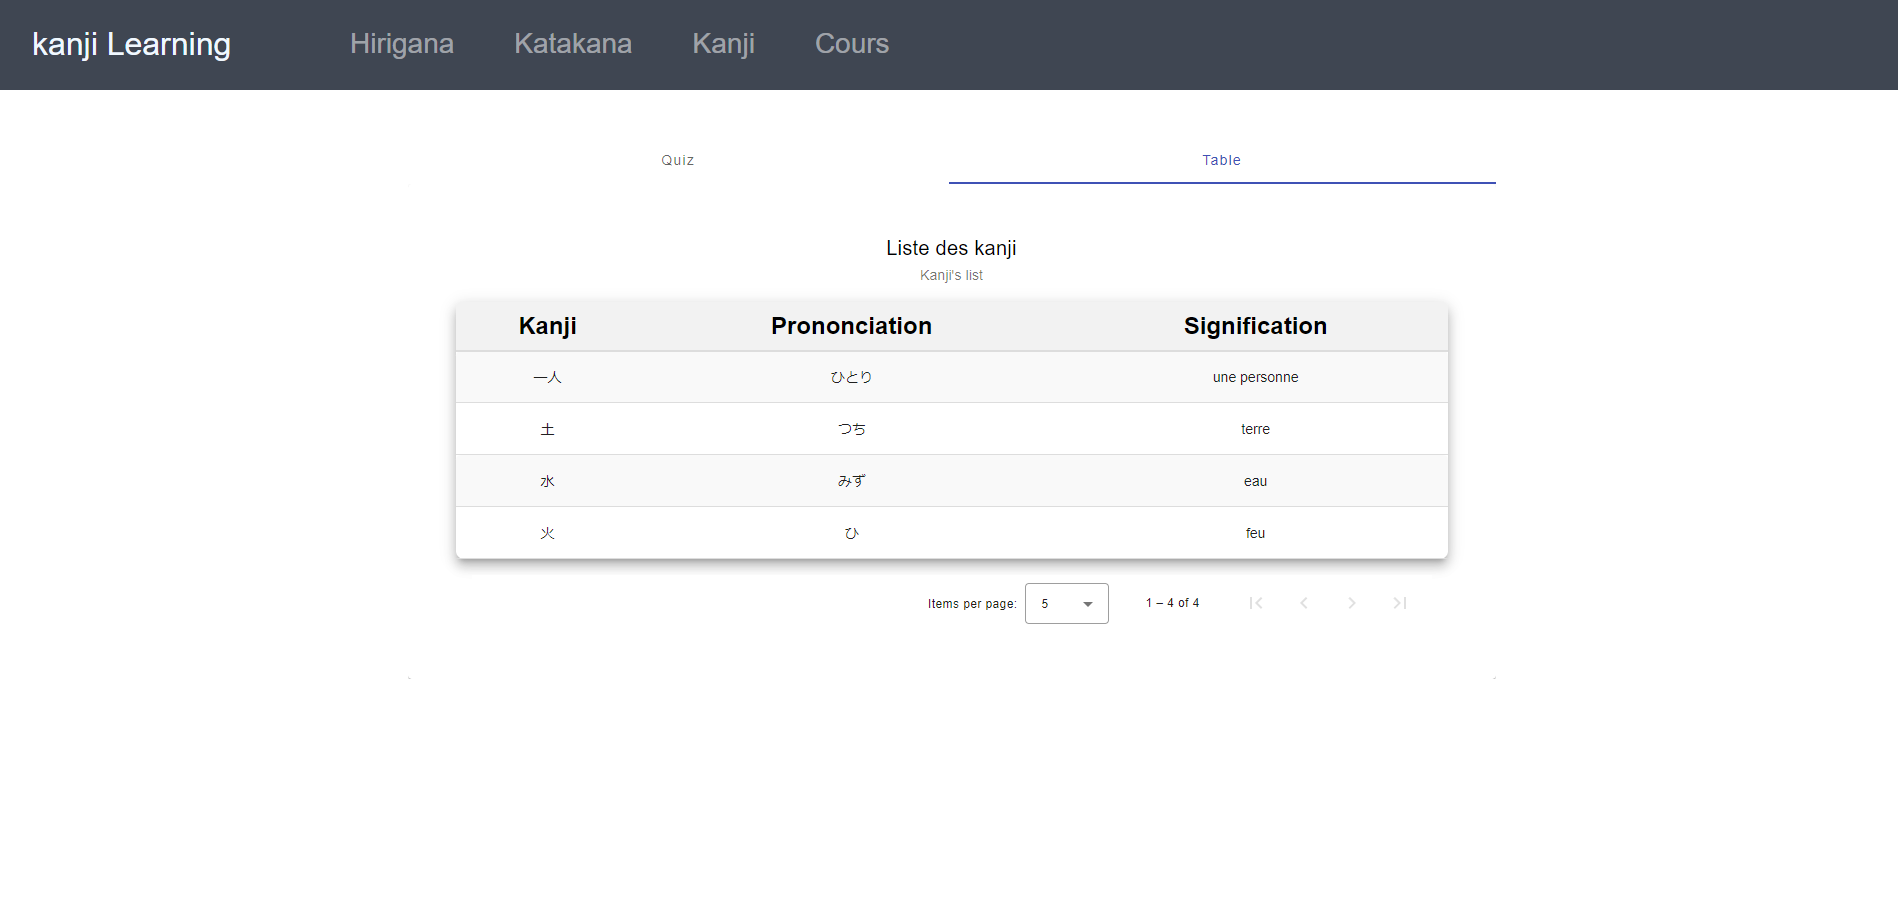 kanji Learning Hirigana Katakana Kanji Cours
Quiz Table
Liste des kanji
Kanji's list
Kanji Prononciation Signification
一人 ひとり une personne
土 つち terre
水 みず eau
火 ひ feu
Items per page: 5 1 – 4 of 4